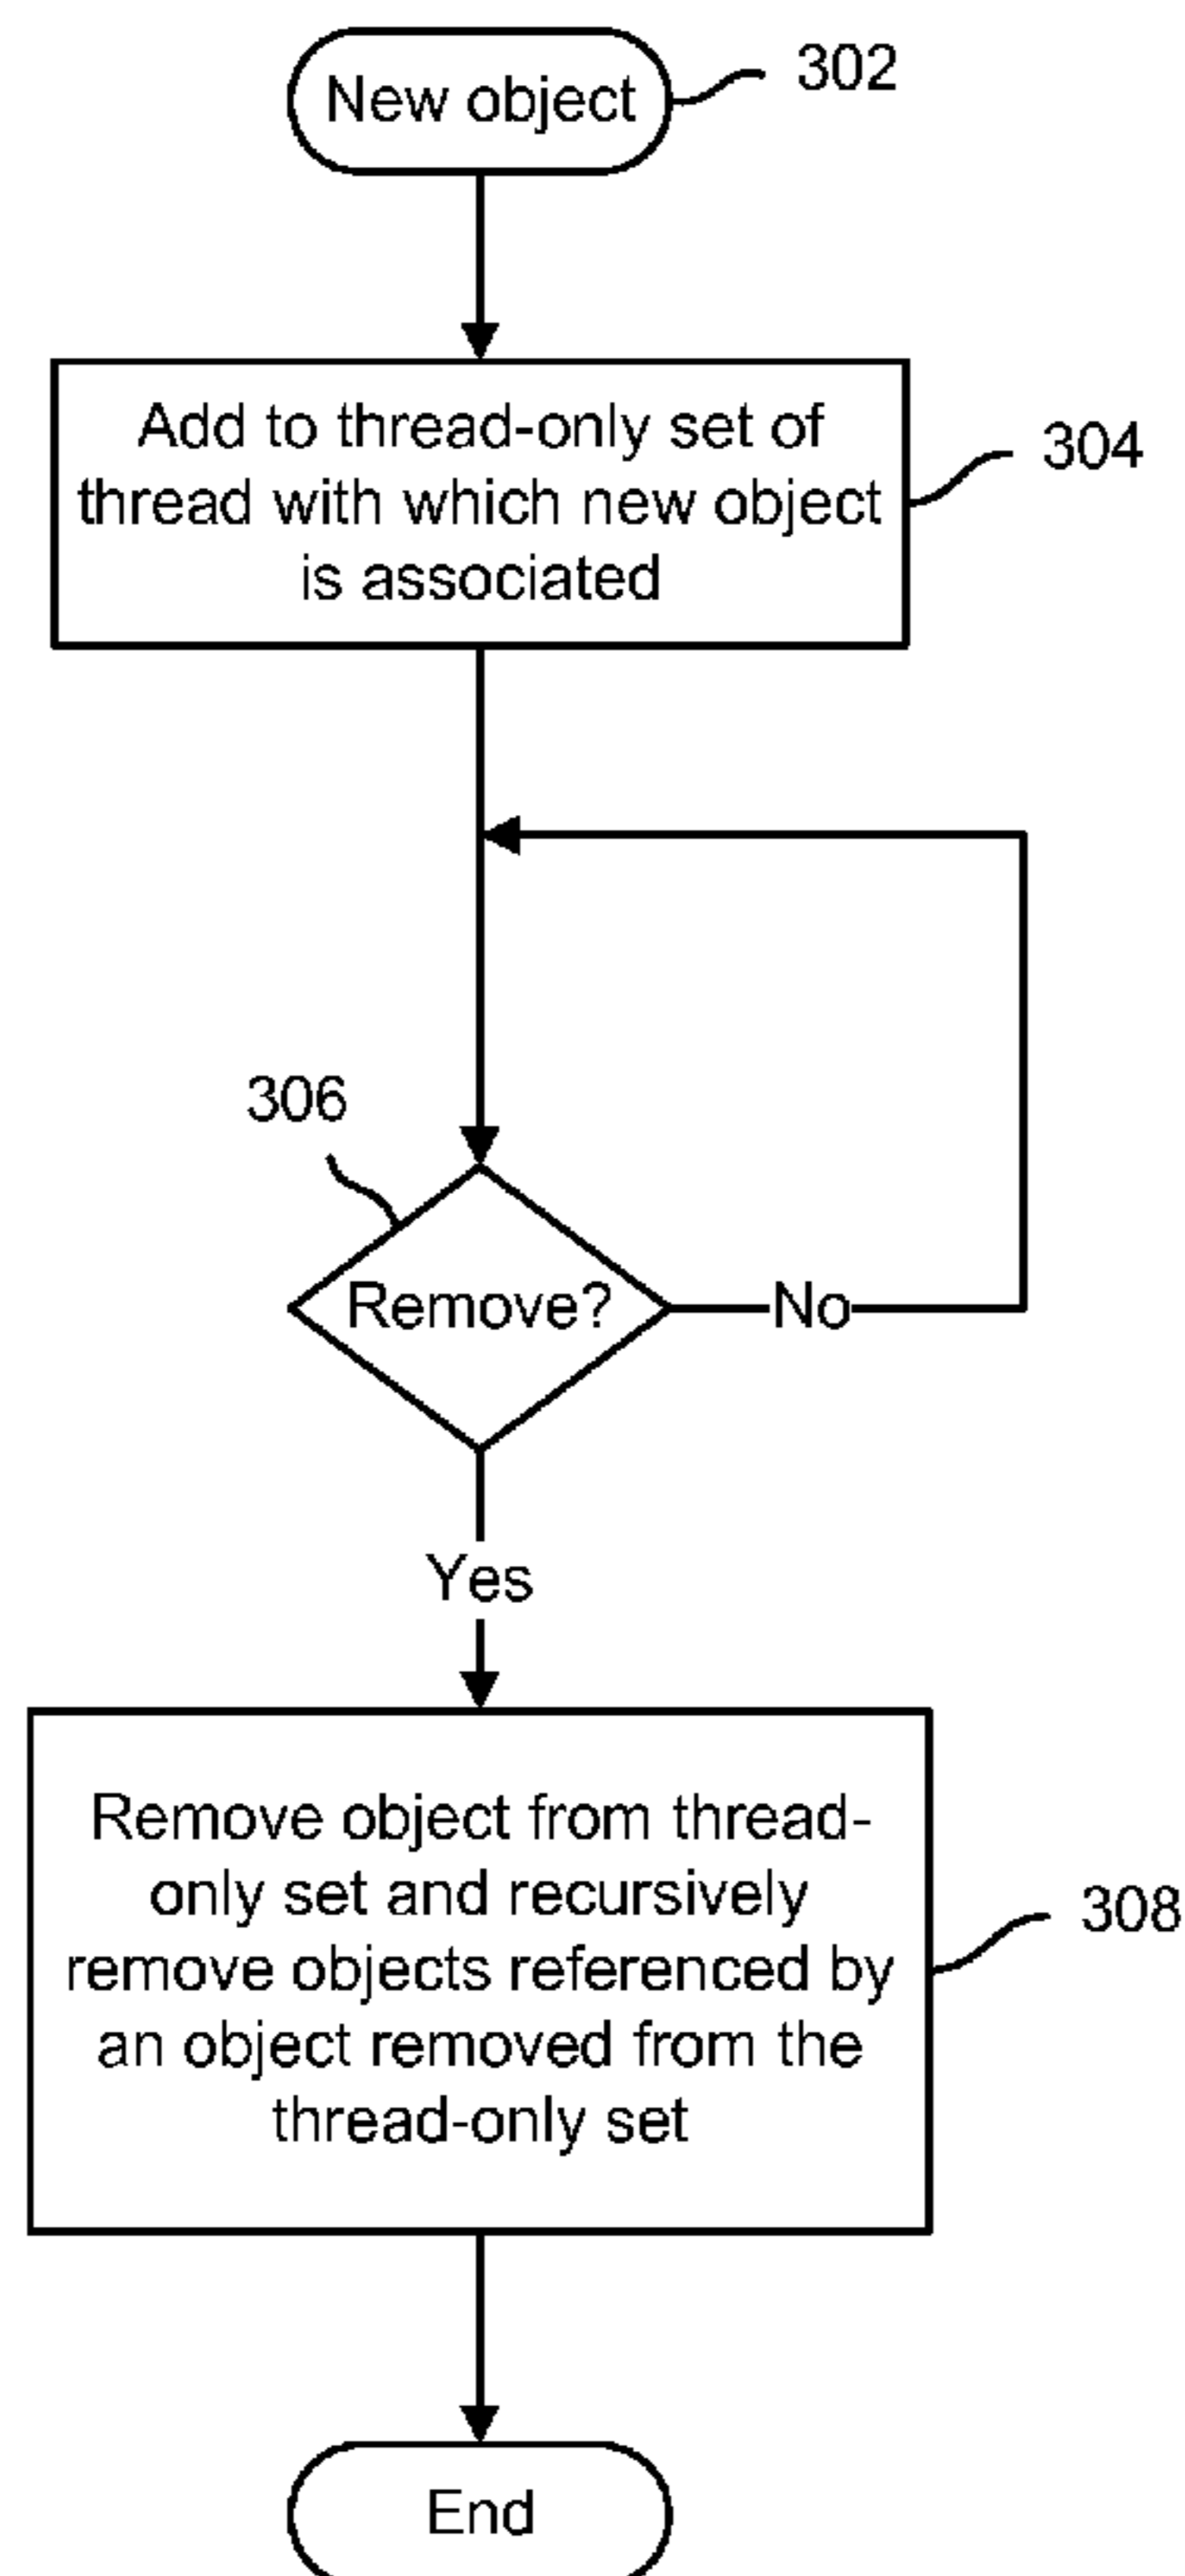 New object
302
Add to thread-only set of
thread with which new object
is associated
304
306
Remove?
No
Yes
Remove object from thread-
only set and recursively
remove objects referenced by
an object removed from the
thread-only set
308
End